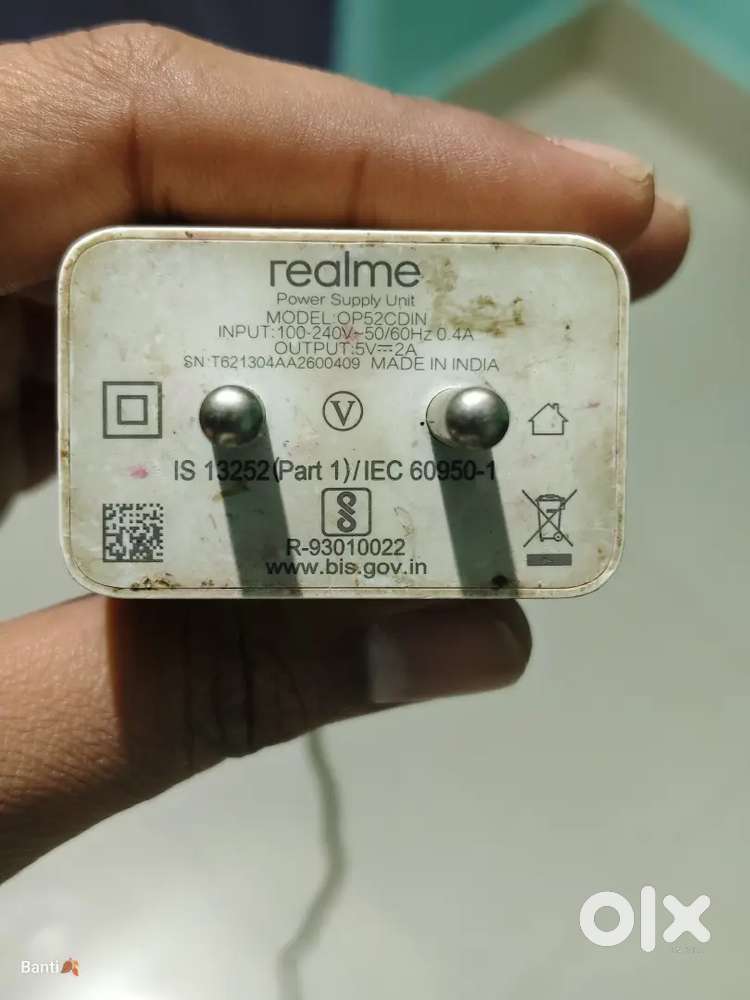 realme
Power Supply Unit
MODEL:OP52CDIN
INPUT:100-240V~50/60Hz 0.4A
OUTPUT:5V⎓2A
SN:T621304AA2600409 MADE IN INDIA
V
IS 13252(Part 1)/IEC 60950-1
R-93010022
www.bis.gov.in
olx
Banti🍂